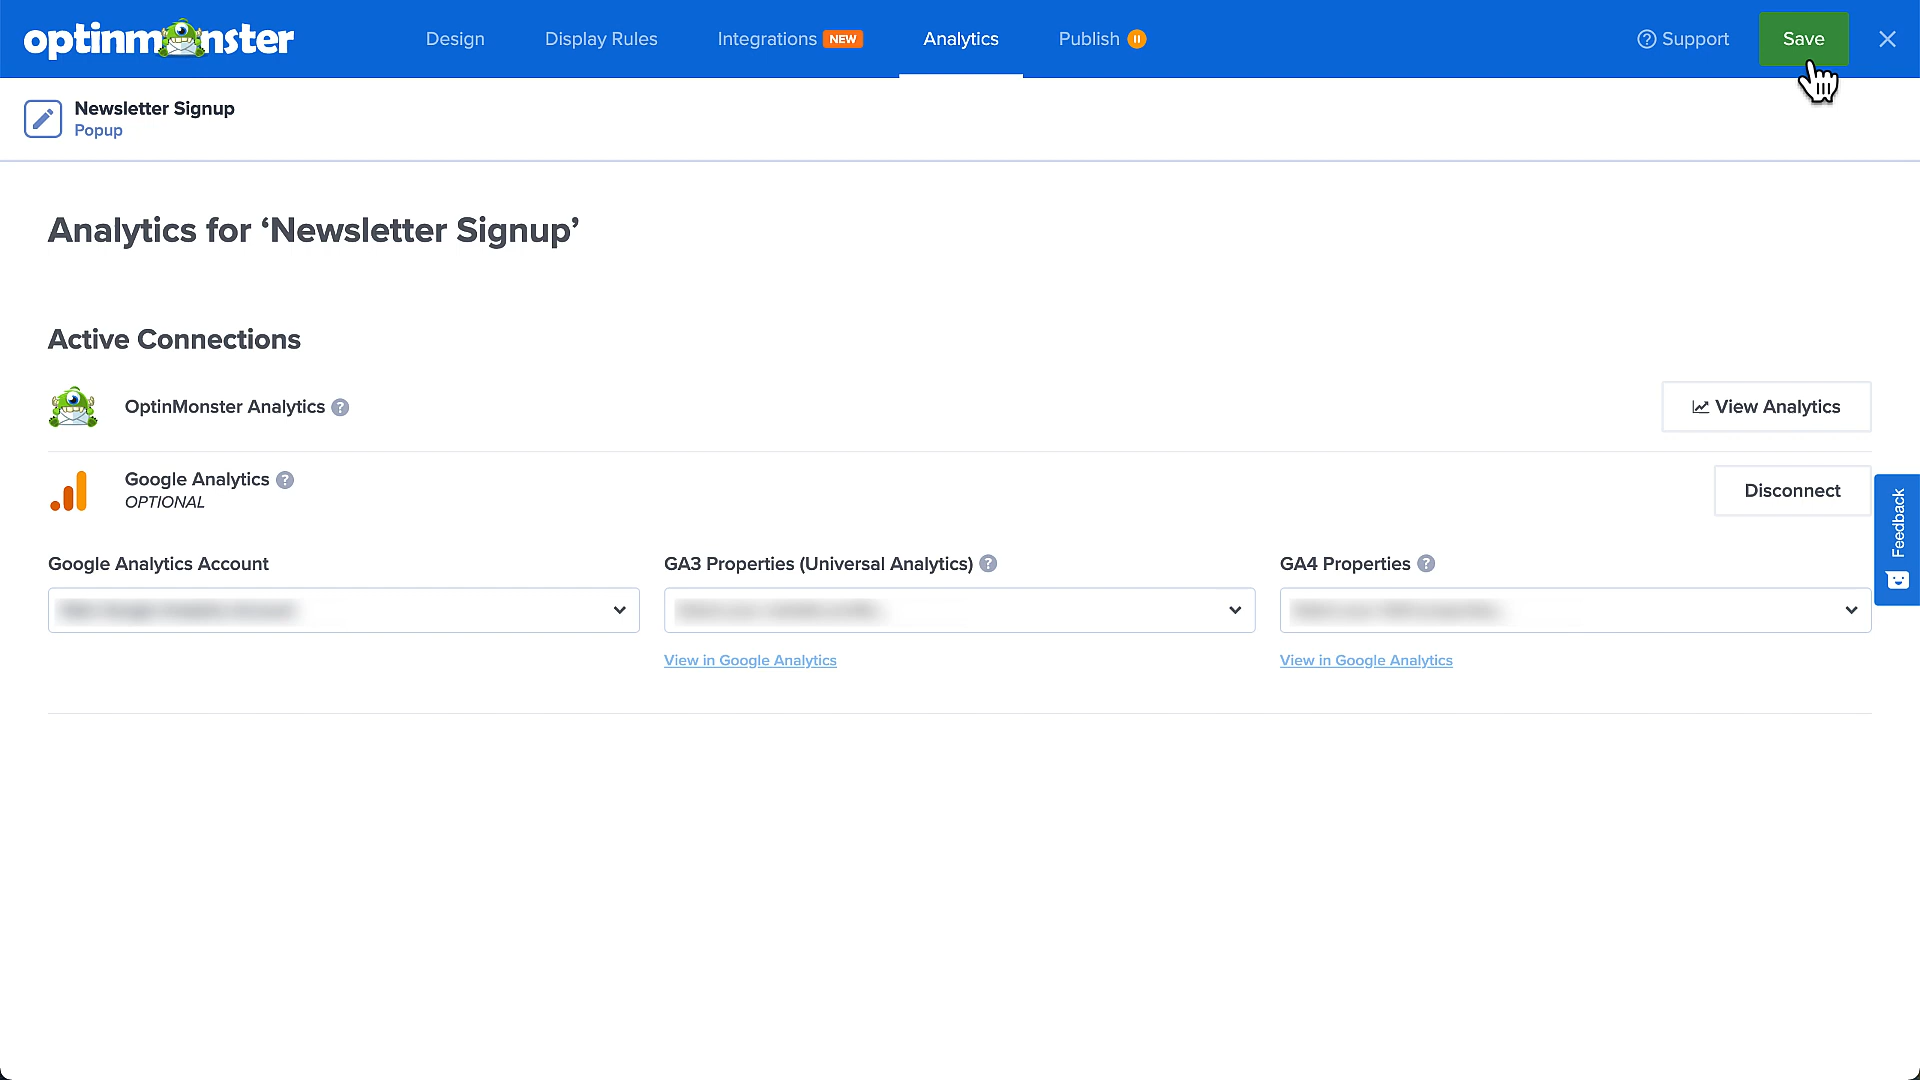 optinmonster
Design
Display Rules
Integrations NEW
Analytics
Publish
Support
Save
Newsletter Signup
Popup
Analytics for ‘Newsletter Signup’
Active Connections
OptinMonster Analytics
View Analytics
Google Analytics
OPTIONAL
Disconnect
Feedback
Google Analytics Account
GA3 Properties (Universal Analytics)
GA4 Properties
View in Google Analytics
View in Google Analytics